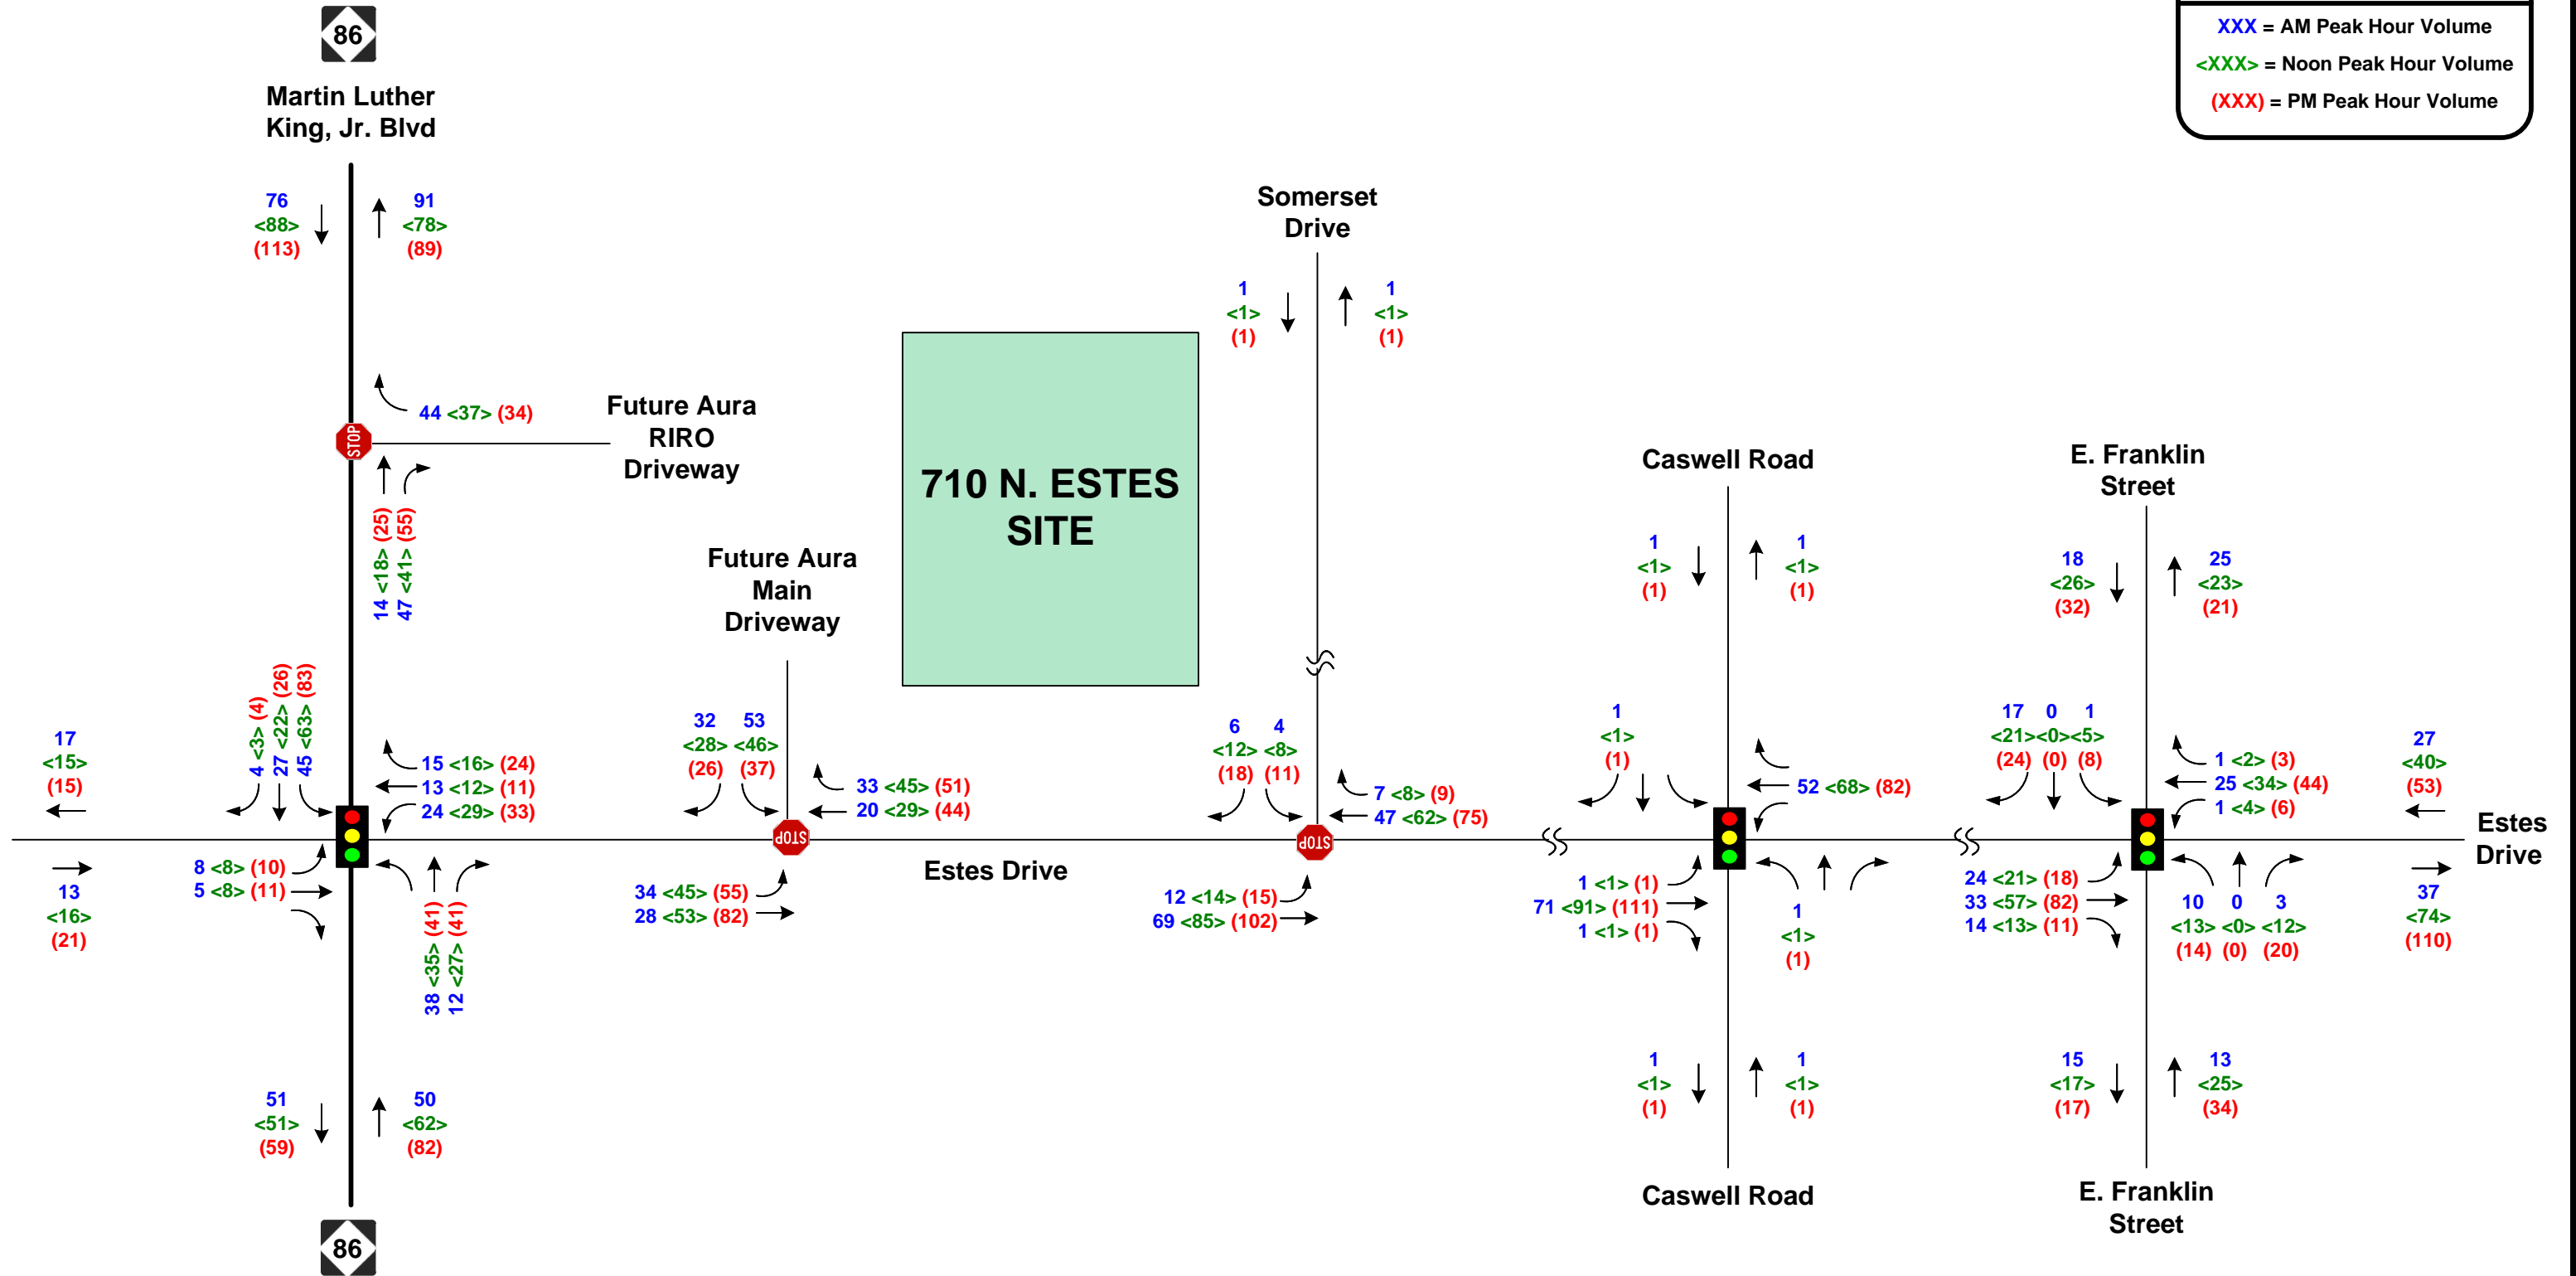 86
Martin Luther
King, Jr. Blvd
XXX = AM Peak Hour Volume
<XXX> = Noon Peak Hour Volume
(XXX) = PM Peak Hour Volume
76
<88>
(113)
91
<78>
(89)
44 <37> (34)
Future Aura
RIRO
Driveway
STOP
14 <18> (25)
47 <41> (55)
710 N. ESTES
SITE
Somerset
Drive
1
<1>
(1)
1
<1>
(1)
Future Aura
Main
Driveway
Caswell Road
1
<1>
(1)
1
<1>
(1)
E. Franklin
Street
18
<26>
(32)
25
<23>
(21)
17
<15>
(15)
4 <3> (4)
27 <22> (26)
45 <63> (83)
15 <16> (24)
13 <12> (11)
24 <29> (33)
13
<16>
(21)
8 <8> (10)
5 <8> (11)
38 <35> (41)
12 <27> (41)
32 53
<28> <46>
(26) (37)
33 <45> (51)
20 <29> (44)
STOP
34 <45> (55)
28 <53> (82)
Estes Drive
6 4
<12> <8>
(18) (11)
7 <8> (9)
47 <62> (75)
STOP
12 <14> (15)
69 <85> (102)
1
<1>
(1)
52 <68> (82)
1 <1> (1)
71 <91> (111)
1 <1> (1)
1
<1>
(1)
17 0 1
<21><0><5>
(24) (0) (8)
1 <2> (3)
25 <34> (44)
1 <4> (6)
24 <21> (18)
33 <57> (82)
14 <13> (11)
10 0 3
<13> <0> <12>
(14) (0) (20)
27
<40>
(53)
Estes
Drive
37
<74>
(110)
51
<51>
(59)
50
<62>
(82)
1
<1>
(1)
1
<1>
(1)
15
<17>
(17)
13
<25>
(34)
Caswell Road
E. Franklin
Street
86